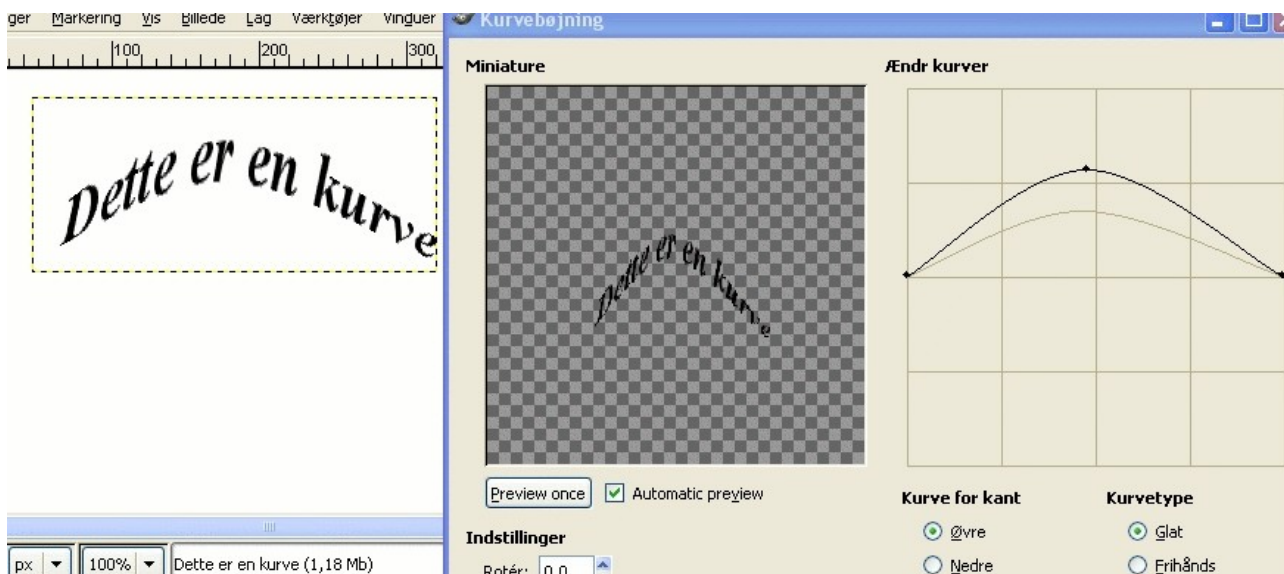 ger Markering Vis Billede Lag Værktøjer Vinduer
100 200 300
Dette er en kurve
px 100% Dette er en kurve (1,18 Mb)
Kurvebøjning
Miniature
Dette er en kurve
Preview once Automatic preview
Indstillinger
Rotér: 0,0
Ændr kurver
Kurve for kant
Øvre
Nedre
Kurvetype
Glat
Frihånds